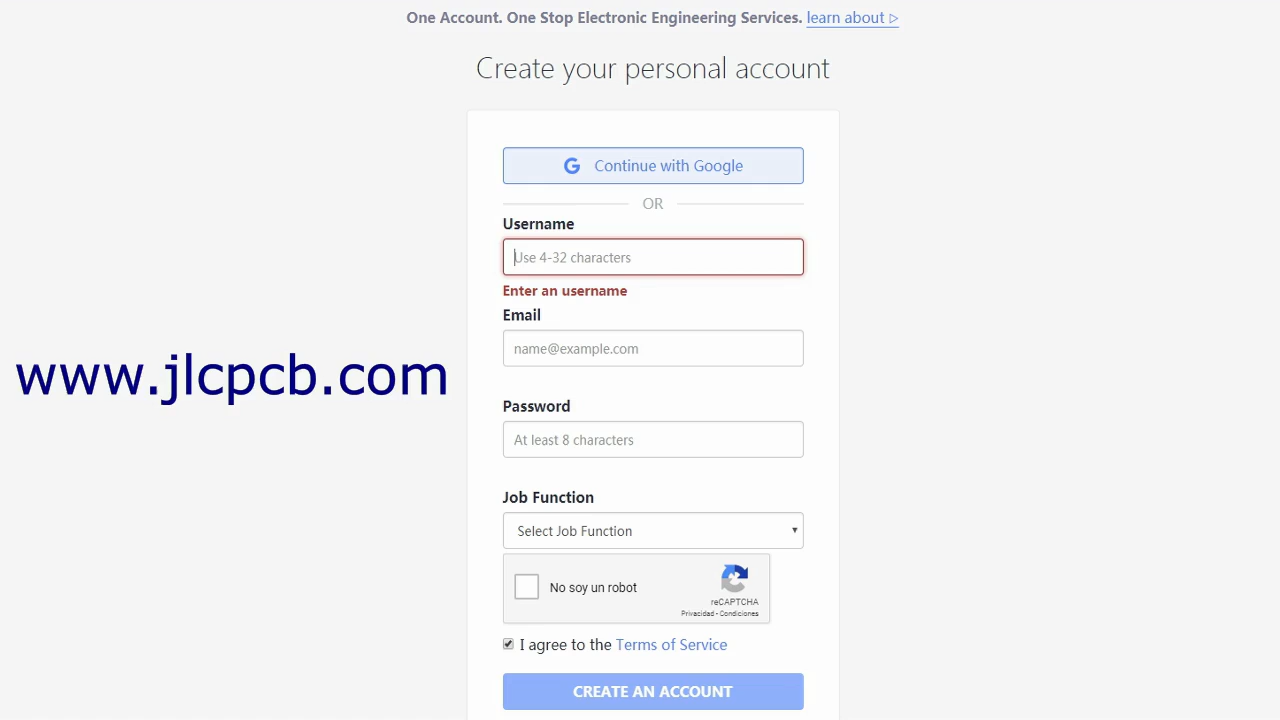 One Account. One Stop Electronic Engineering Services. learn about ▷
Create your personal account
Continue with Google
OR
Username
Use 4-32 characters
Enter an username
Email
name@example.com
www.jlcpcb.com
Password
At least 8 characters
Job Function
Select Job Function
No soy un robot
reCAPTCHA
Privacidad - Condiciones
I agree to the Terms of Service
CREATE AN ACCOUNT